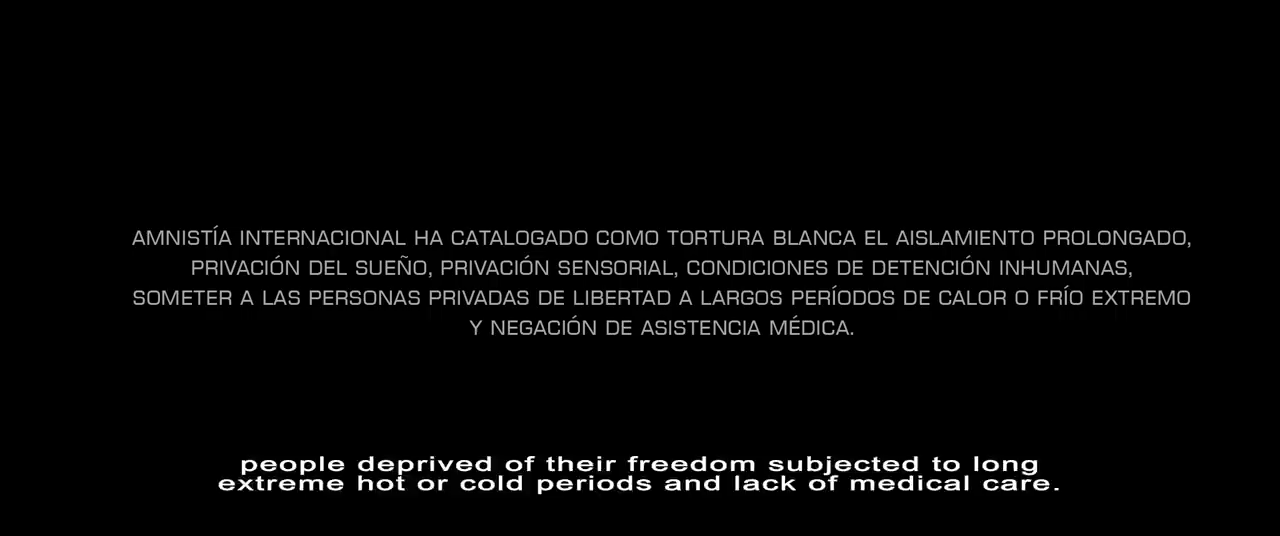 AMNISTÍA INTERNACIONAL HA CATALOGADO COMO TORTURA BLANCA EL AISLAMIENTO PROLONGADO,
PRIVACIÓN DEL SUEÑO, PRIVACIÓN SENSORIAL, CONDICIONES DE DETENCIÓN INHUMANAS,
SOMETER A LAS PERSONAS PRIVADAS DE LIBERTAD A LARGOS PERÍODOS DE CALOR O FRÍO EXTREMO
Y NEGACIÓN DE ASISTENCIA MÉDICA.
people deprived of their freedom subjected to long
extreme hot or cold periods and lack of medical care.